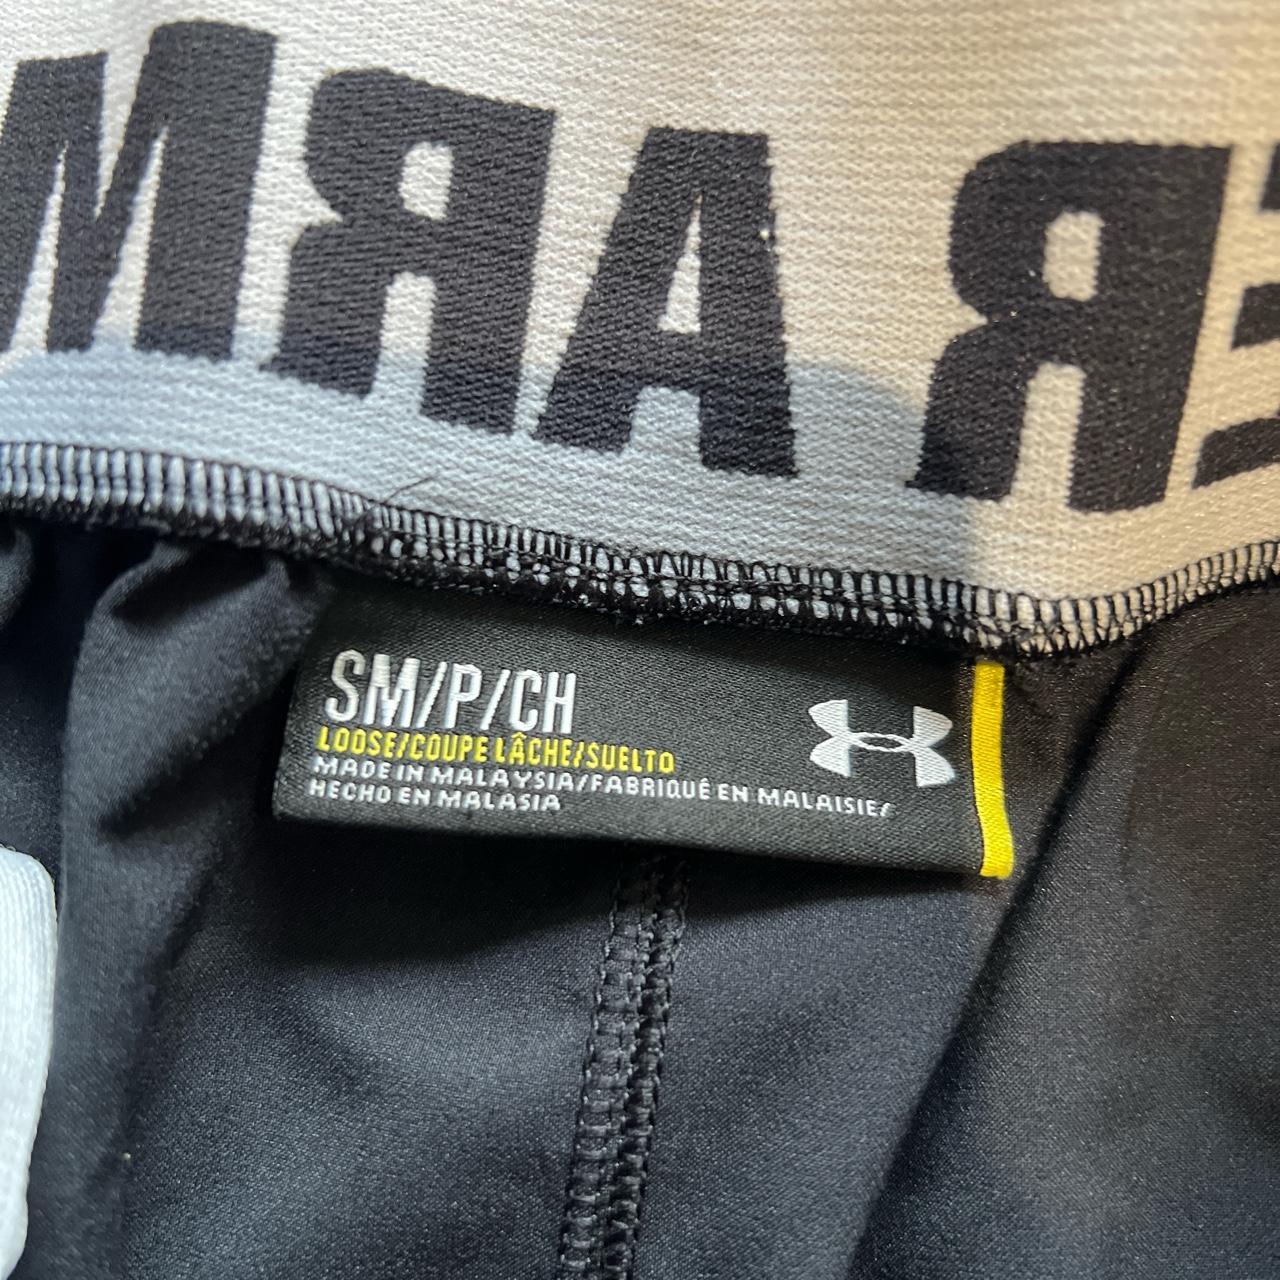 ER ARM
SM/P/CH
LOOSE/COUPE LÂCHE/SUELTO
MADE IN MALAYSIA/FABRIQUÉ EN MALAISIE/
HECHO EN MALASIA